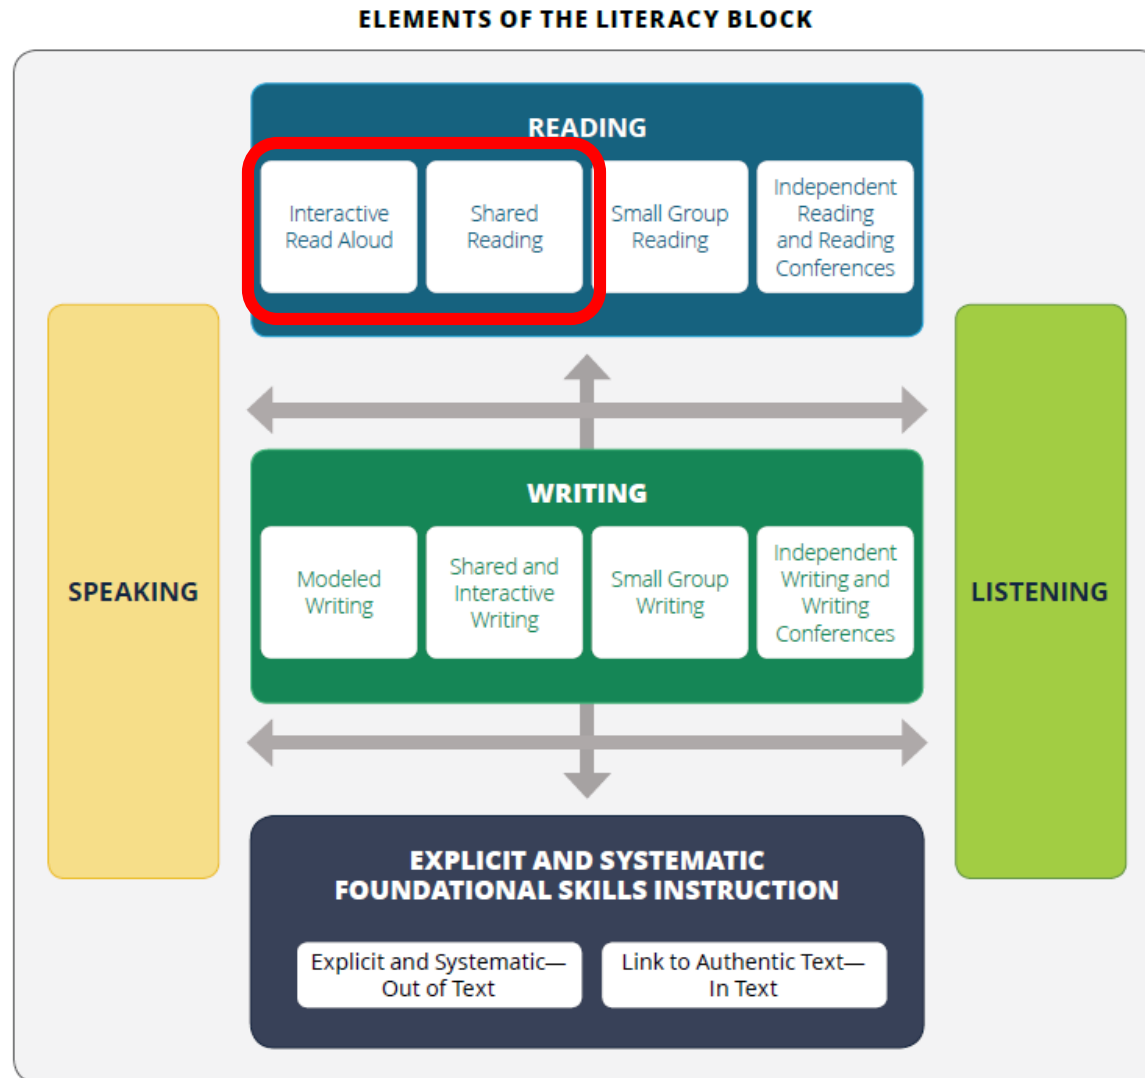 ELEMENTS OF THE LITERACY BLOCK
READING
Interactive
Read Aloud
Shared
Reading
Small Group
Reading
Independent
Reading
and Reading
Conferences
SPEAKING
WRITING
Modeled
Writing
Shared and
Interactive
Writing
Small Group
Writing
Independent
Writing and
Writing
Conferences
LISTENING
EXPLICIT AND SYSTEMATIC
FOUNDATIONAL SKILLS INSTRUCTION
Explicit and Systematic—
Out of Text
Link to Authentic Text—
In Text